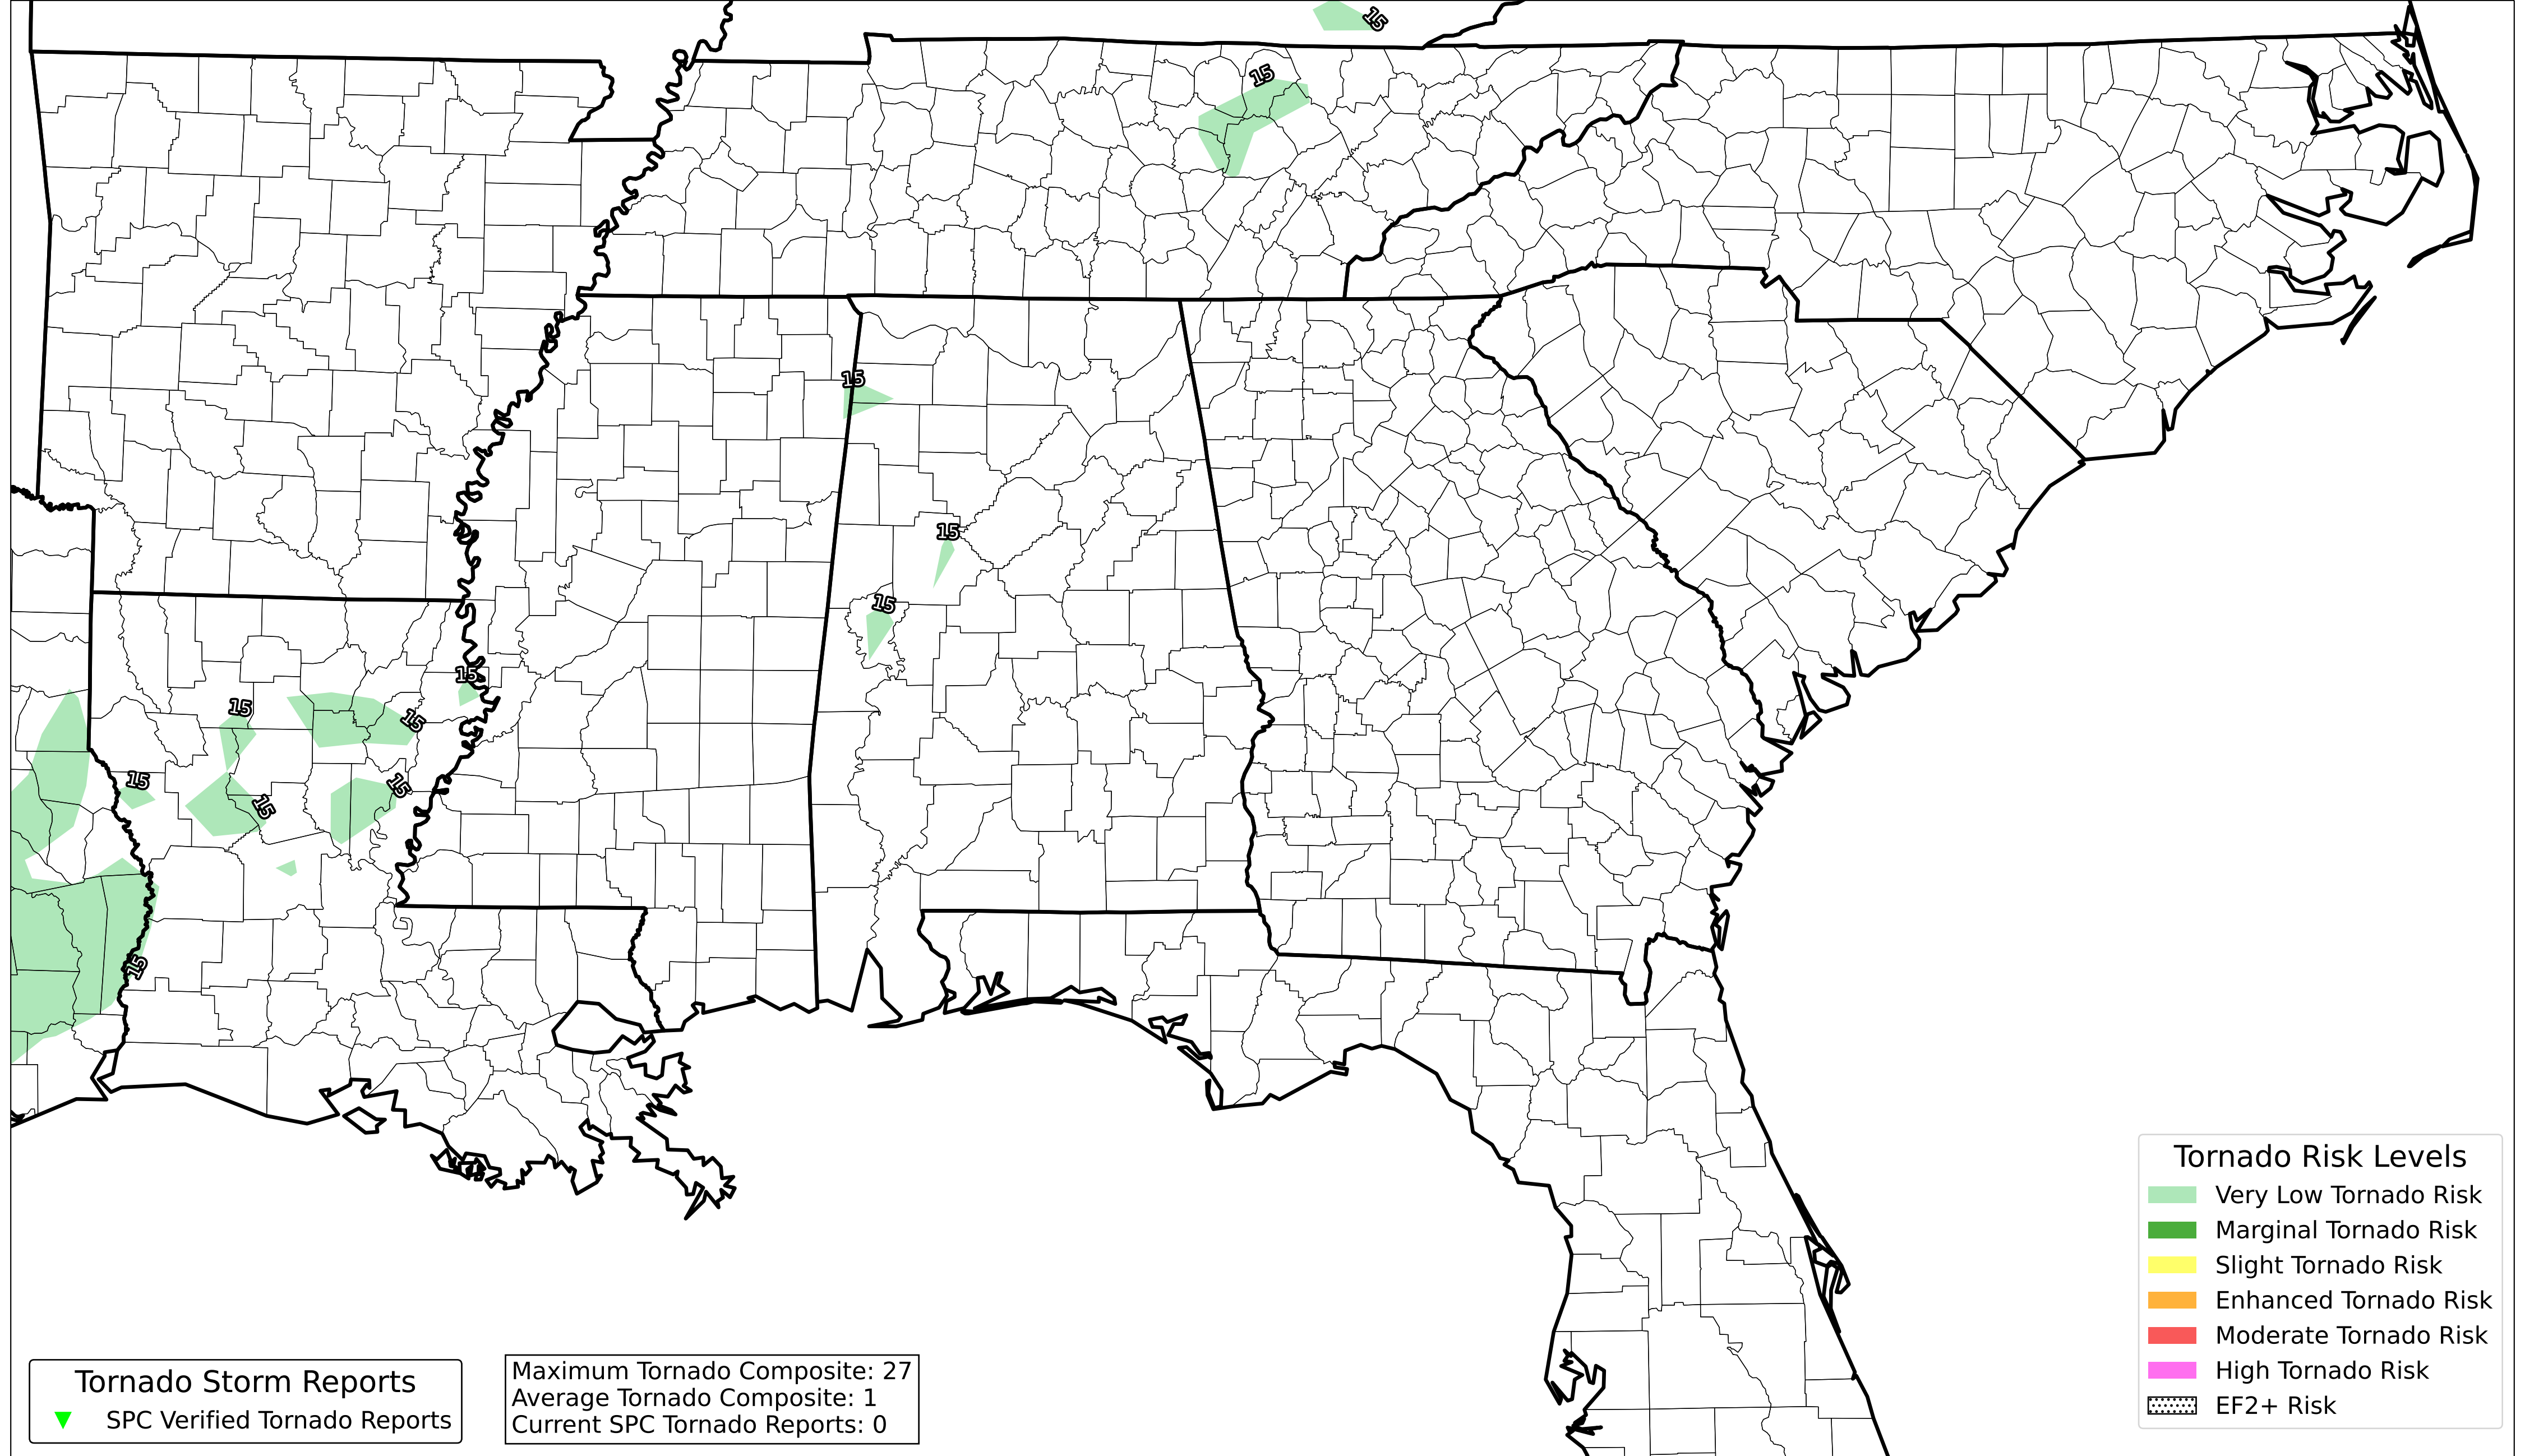 15
15
15
15
15
15
15
15
15
15
15
15
Tornado Risk Levels
Very Low Tornado Risk
Marginal Tornado Risk
Slight Tornado Risk
Enhanced Tornado Risk
Moderate Tornado Risk
High Tornado Risk
EF2+ Risk
Tornado Storm Reports
SPC Verified Tornado Reports
Maximum Tornado Composite: 27
Average Tornado Composite: 1
Current SPC Tornado Reports: 0